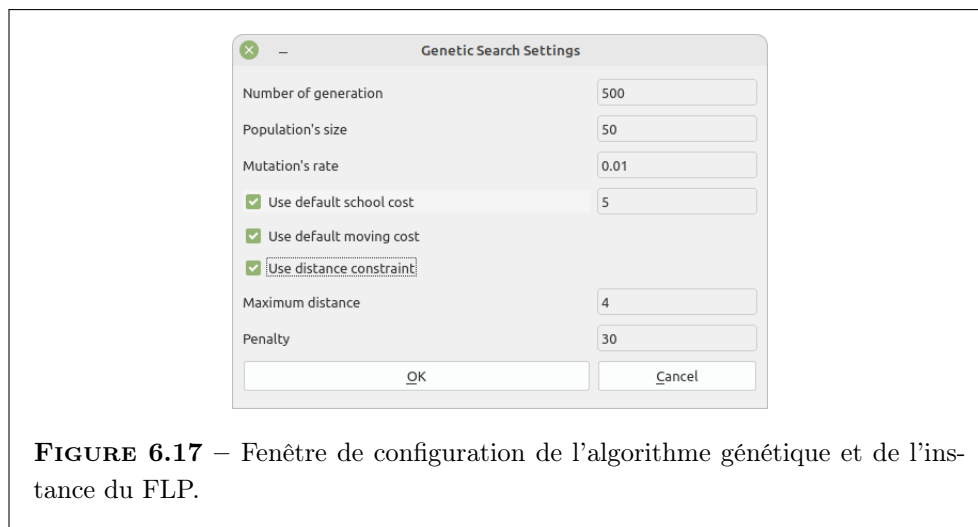 Genetic Search Settings
Number of generation 500
Population's size 50
Mutation's rate 0.01
Use default school cost 5
Use default moving cost
Use distance constraint
Maximum distance 4
Penalty 30
OK Cancel
FIGURE 6.17 – Fenêtre de configuration de l'algorithme génétique et de l'ins-
tance du FLP.